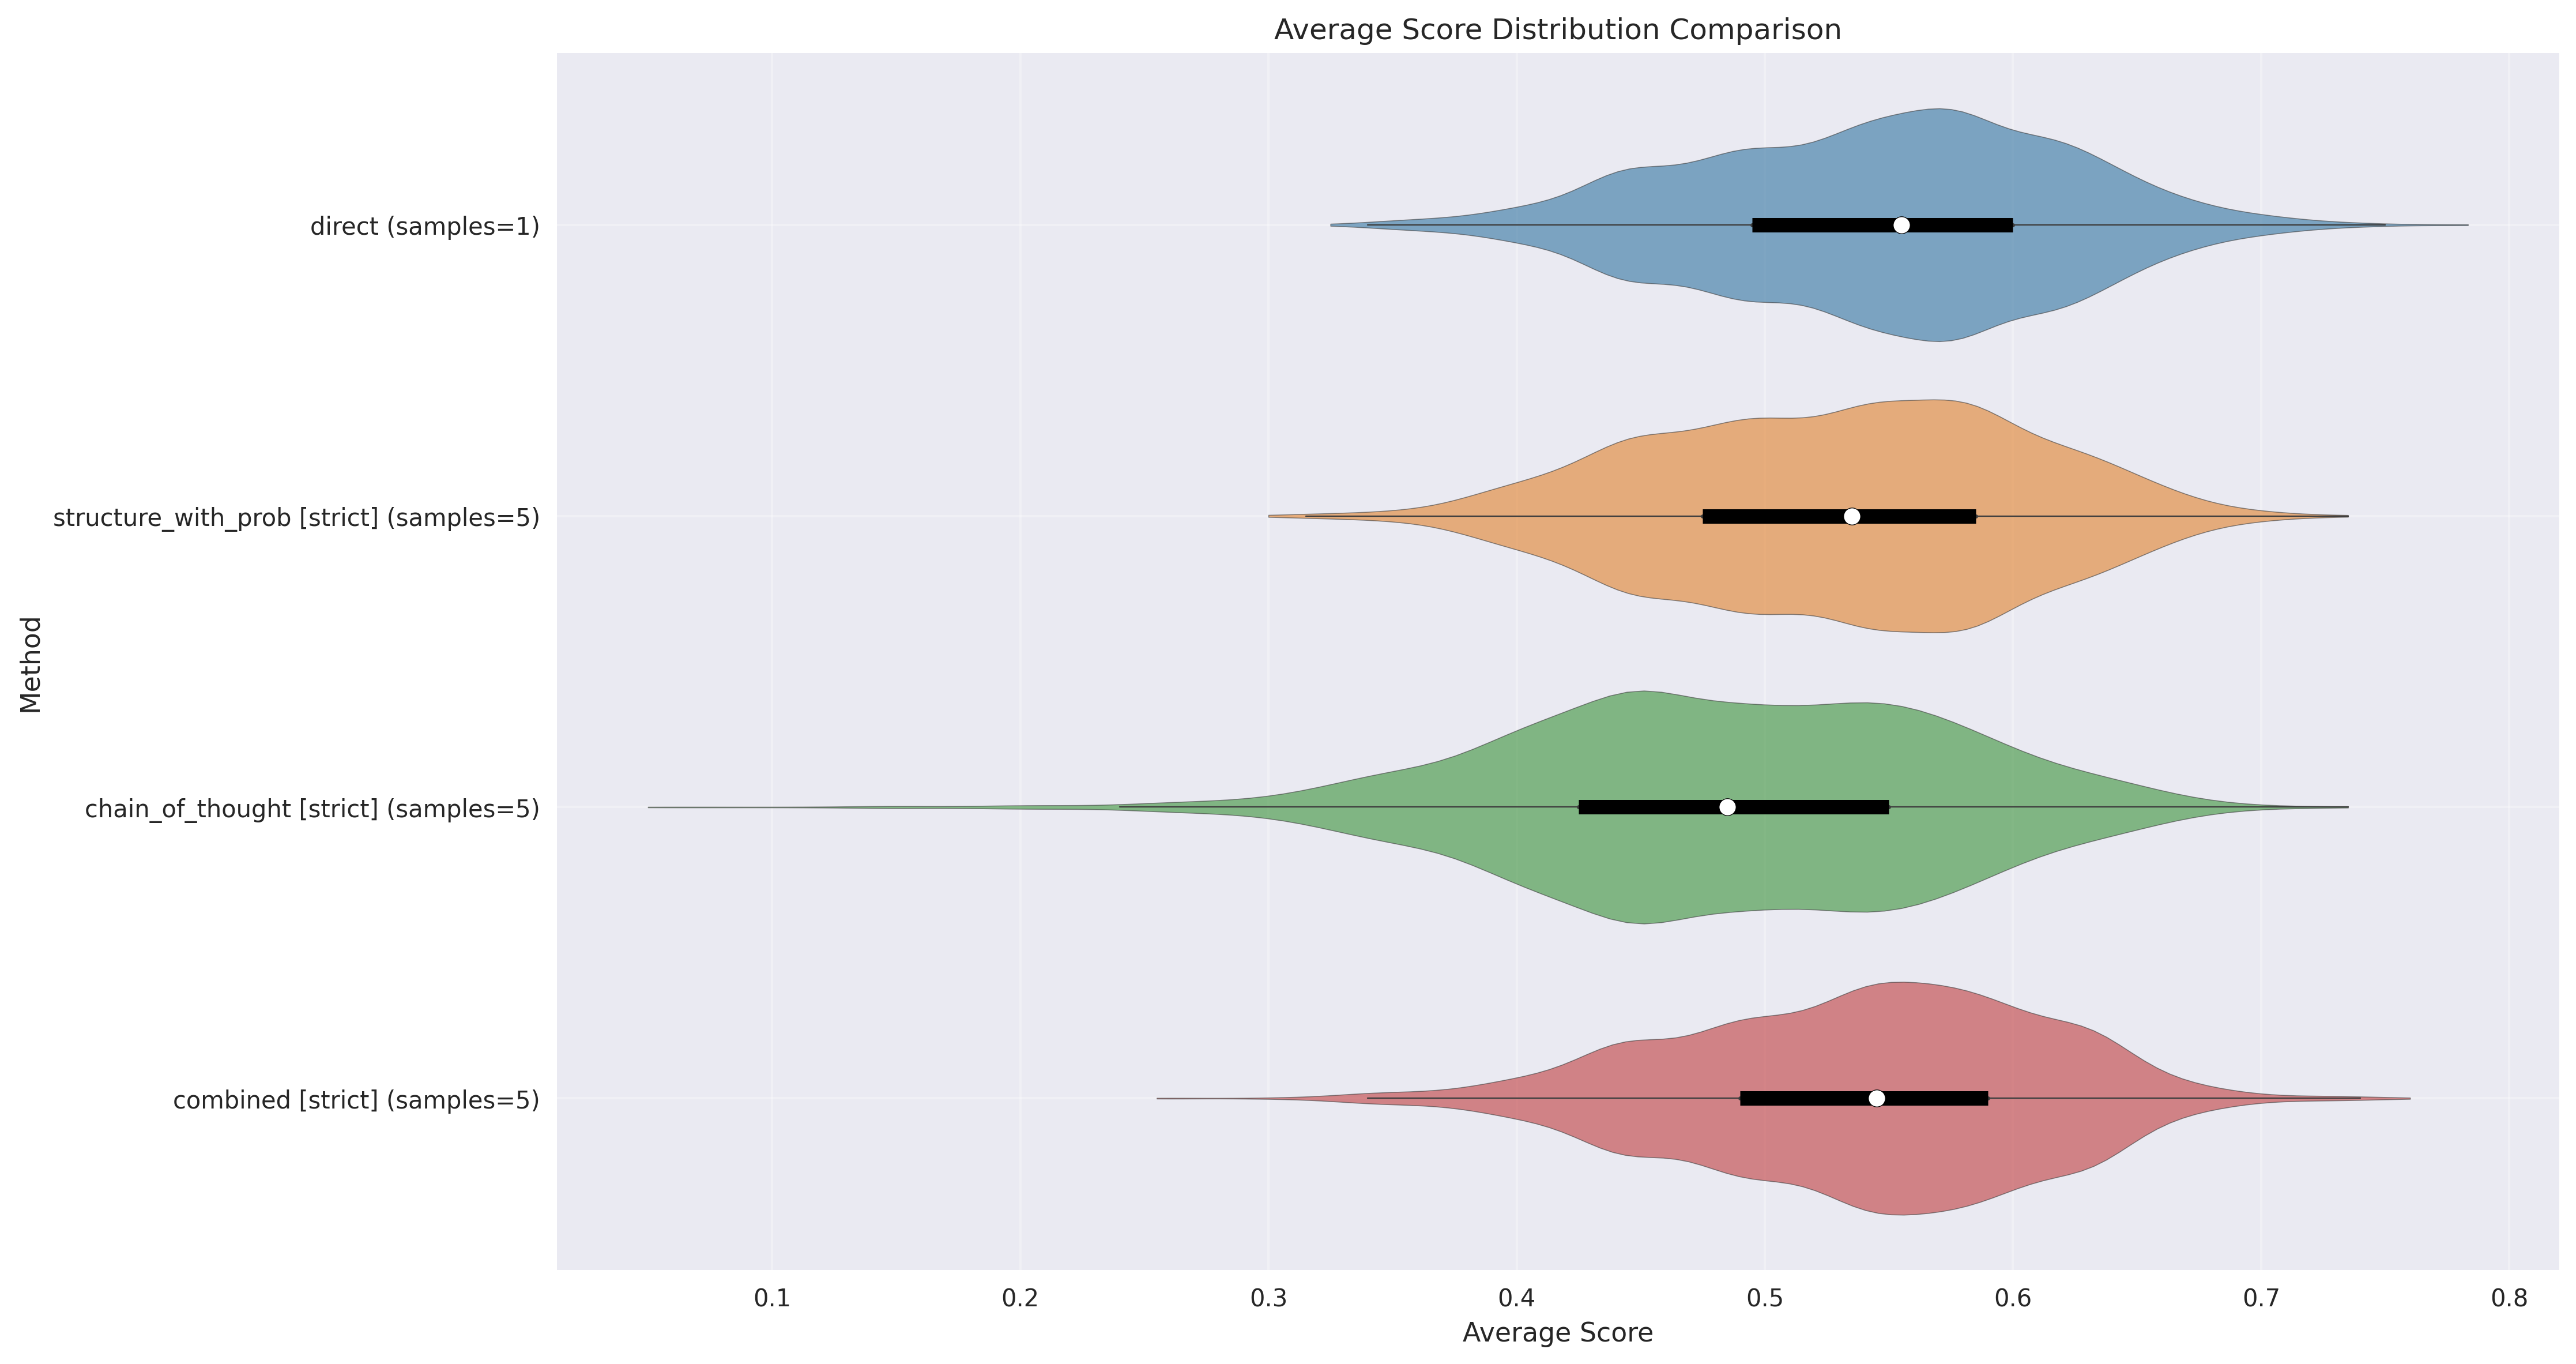 Average Score Distribution Comparison
direct (samples=1)
structure_with_prob [strict] (samples=5)
chain_of_thought [strict] (samples=5)
combined [strict] (samples=5)
Method
0.1 0.2 0.3 0.4 0.5 0.6 0.7 0.8
Average Score